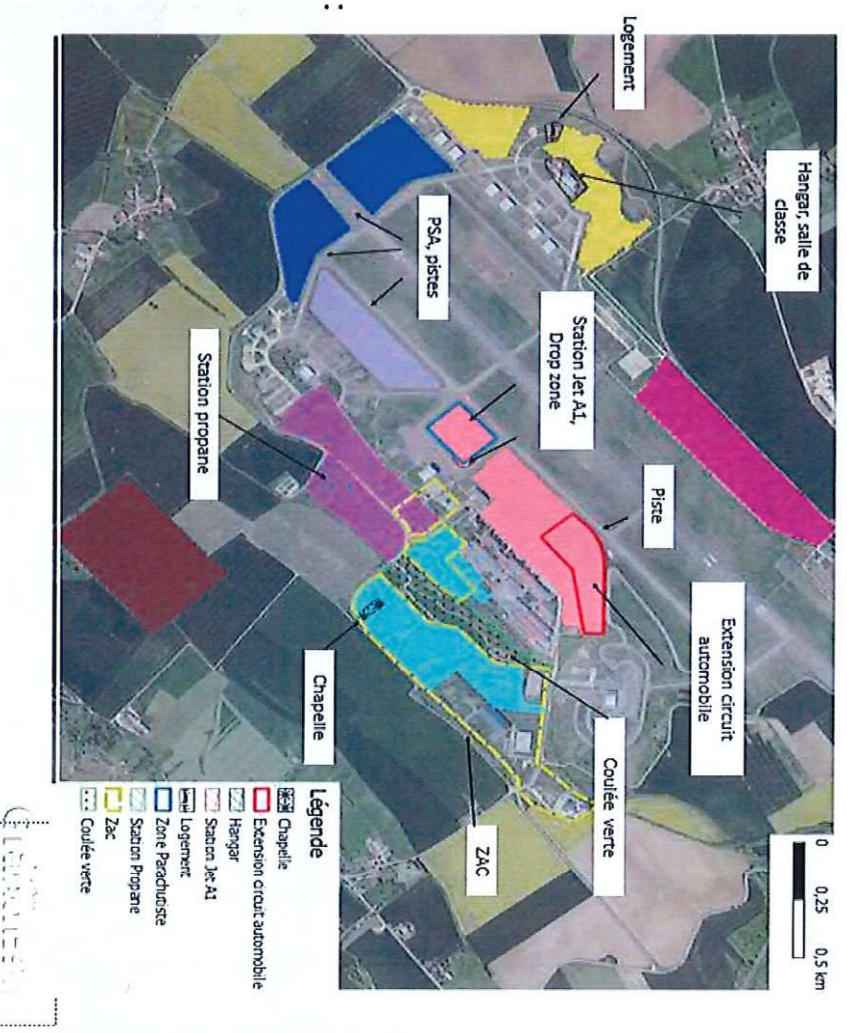 Logement
Hangar, salle de
classe
PSA, pistes
Station Jet A1,
Drop zone
Station propane
Piste
Extension circuit
automobile
Chapelle
Coulée verte
ZAC
0 0,25 0,5 km
Légende
Chapelle
Extension circuit automobile
Hangar
Station Jet A1
Logement
Zone Parachutiste
Station Propane
Zac
Coulée verte